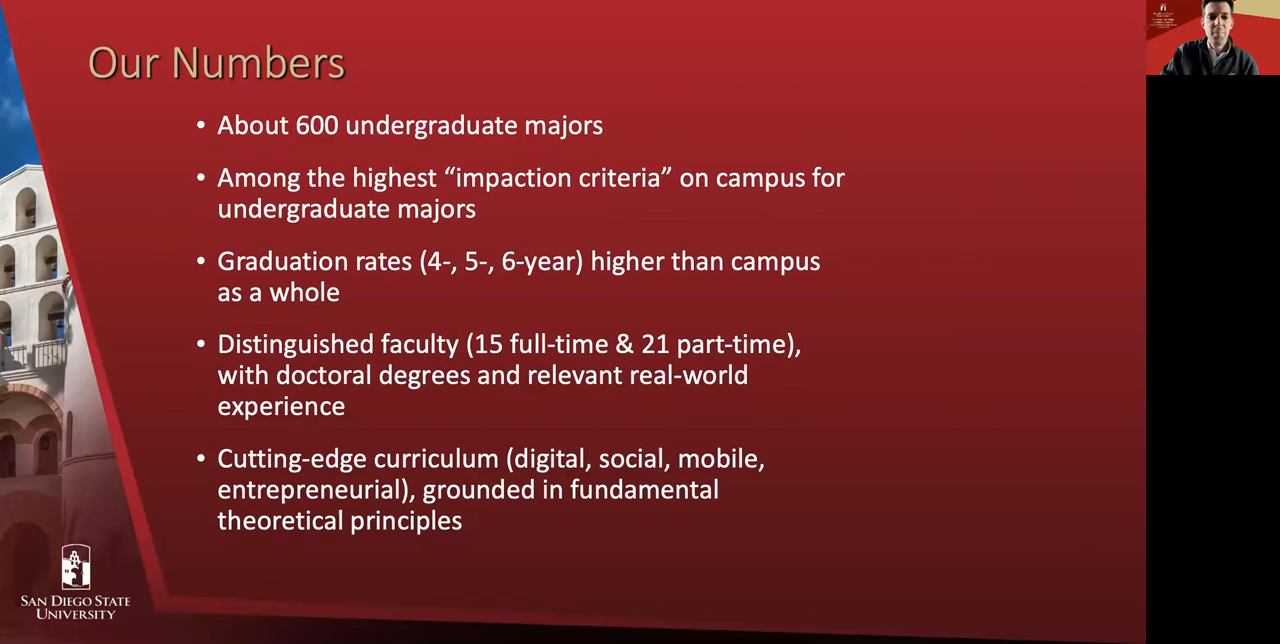 Our Numbers
• About 600 undergraduate majors
• Among the highest “impaction criteria” on campus for
undergraduate majors
• Graduation rates (4-, 5-, 6-year) higher than campus
as a whole
• Distinguished faculty (15 full-time & 21 part-time),
with doctoral degrees and relevant real-world
experience
• Cutting-edge curriculum (digital, social, mobile,
entrepreneurial), grounded in fundamental
theoretical principles
SAN DIEGO STATE
UNIVERSITY